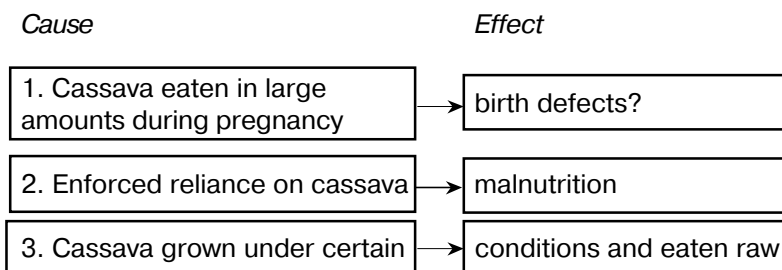 Cause Effect
1. Cassava eaten in large
amounts during pregnancy
birth defects?
2. Enforced reliance on cassava
malnutrition
3. Cassava grown under certain
conditions and eaten raw